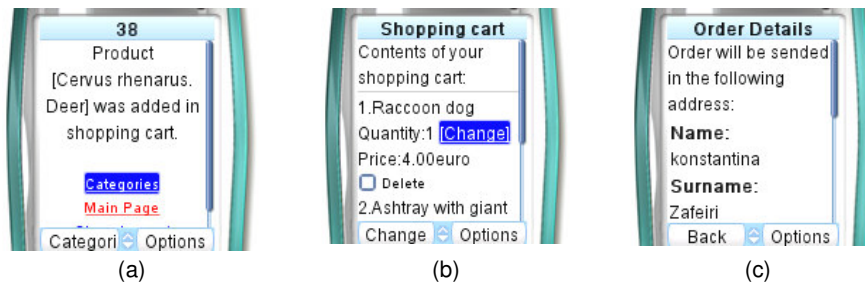 38
Product
[Cervus rhenarus.
Deer] was added in
shopping cart.
Categories
Main Page
Categori
Options
(a)
Shopping cart
Contents of your
shopping cart:
1.Raccoon dog
Quantity:1 [Change]
Price:4.00euro
Delete
2.Ashtray with giant
Change
Options
(b)
Order Details
Order will be sended
in the following
address:
Name:
konstantina
Surname:
Zafeiri
Back
Options
(c)